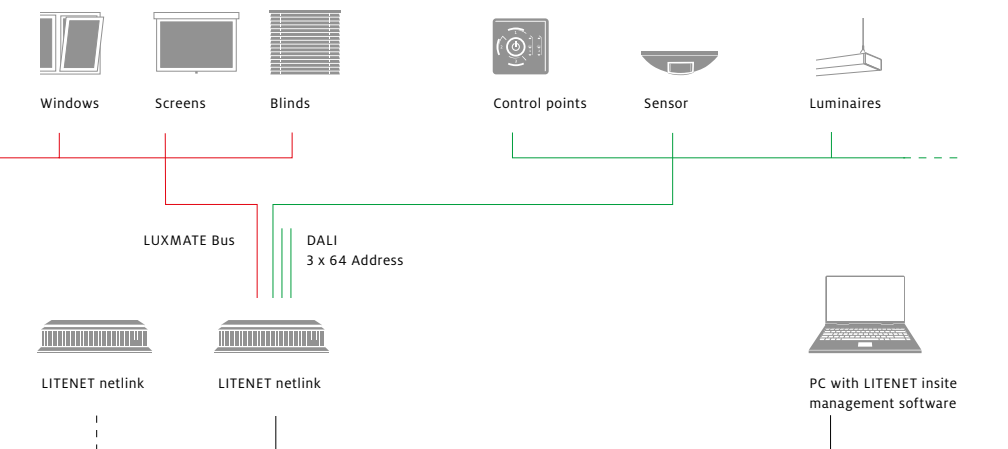 Windows
Screens
Blinds
Control points
Sensor
Luminaires
LUXMATE Bus
DALI
3 x 64 Address
LITENET netlink
LITENET netlink
PC with LITENET insite
management software